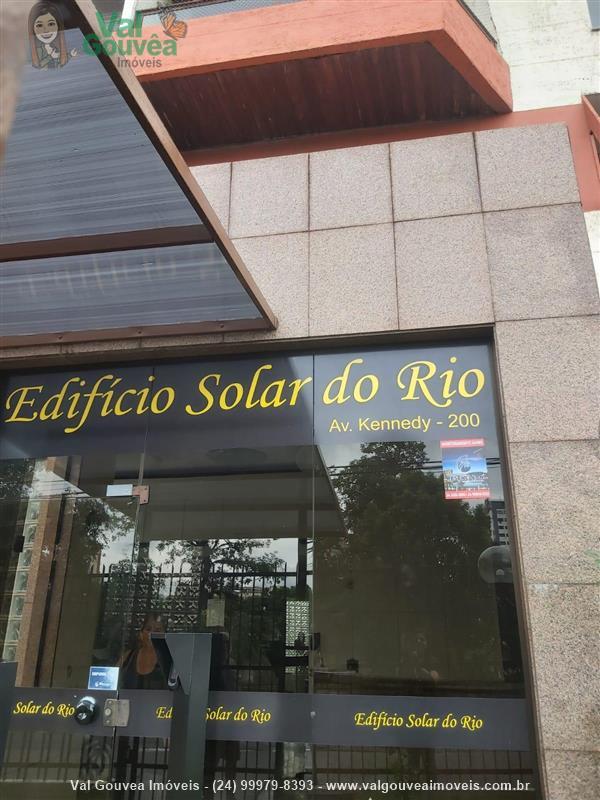 Val
Gouvêa
Imóveis
Edifício Solar do Rio
Av. Kennedy - 200
Solar do Rio
Edifício Solar do Rio
Edifício Solar do Rio
Val Gouvea Imóveis - (24) 99979-8393 - www.valgouveaimoveis.com.br